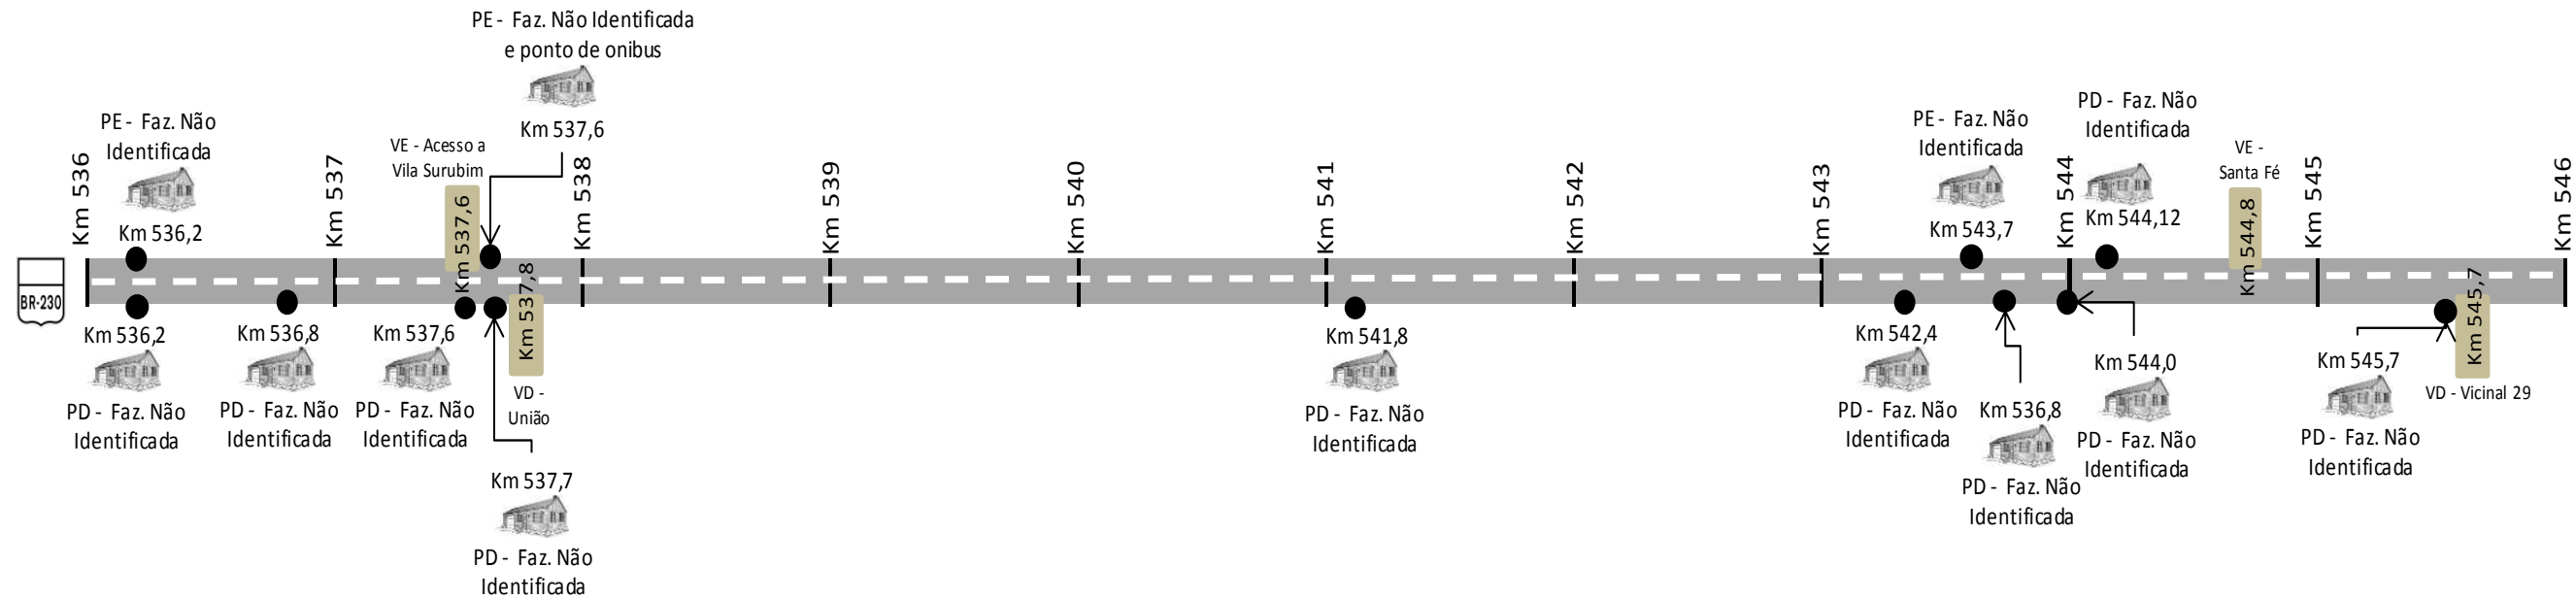 PE - Faz. Não Identificada
e ponto de onibus
Km 537,6
PE - Faz. Não
Identificada
Km 536,2
VE - Acesso a
Vila Surubim
Km 537,6
PE - Faz. Não
Identificada
Km 543,7
PD - Faz. Não
Identificada
Km 544,12
VE -
Santa Fé
Km 544,8
Km 536
Km 537
Km 538
Km 539
Km 540
Km 541
Km 542
Km 543
Km 544
Km 545
Km 546
BR-230
Km 536,2
PD - Faz. Não
Identificada
Km 536,8
PD - Faz. Não
Identificada
Km 537,6
PD - Faz. Não
Identificada
Km 537,8
VD -
União
Km 537,7
PD - Faz. Não
Identificada
Km 541,8
PD - Faz. Não
Identificada
Km 542,4
PD - Faz. Não
Identificada
Km 536,8
PD - Faz. Não
Identificada
Km 544,0
PD - Faz. Não
Identificada
Km 545,7
PD - Faz. Não
Identificada
Km 545,7
VD - Vicinal 29